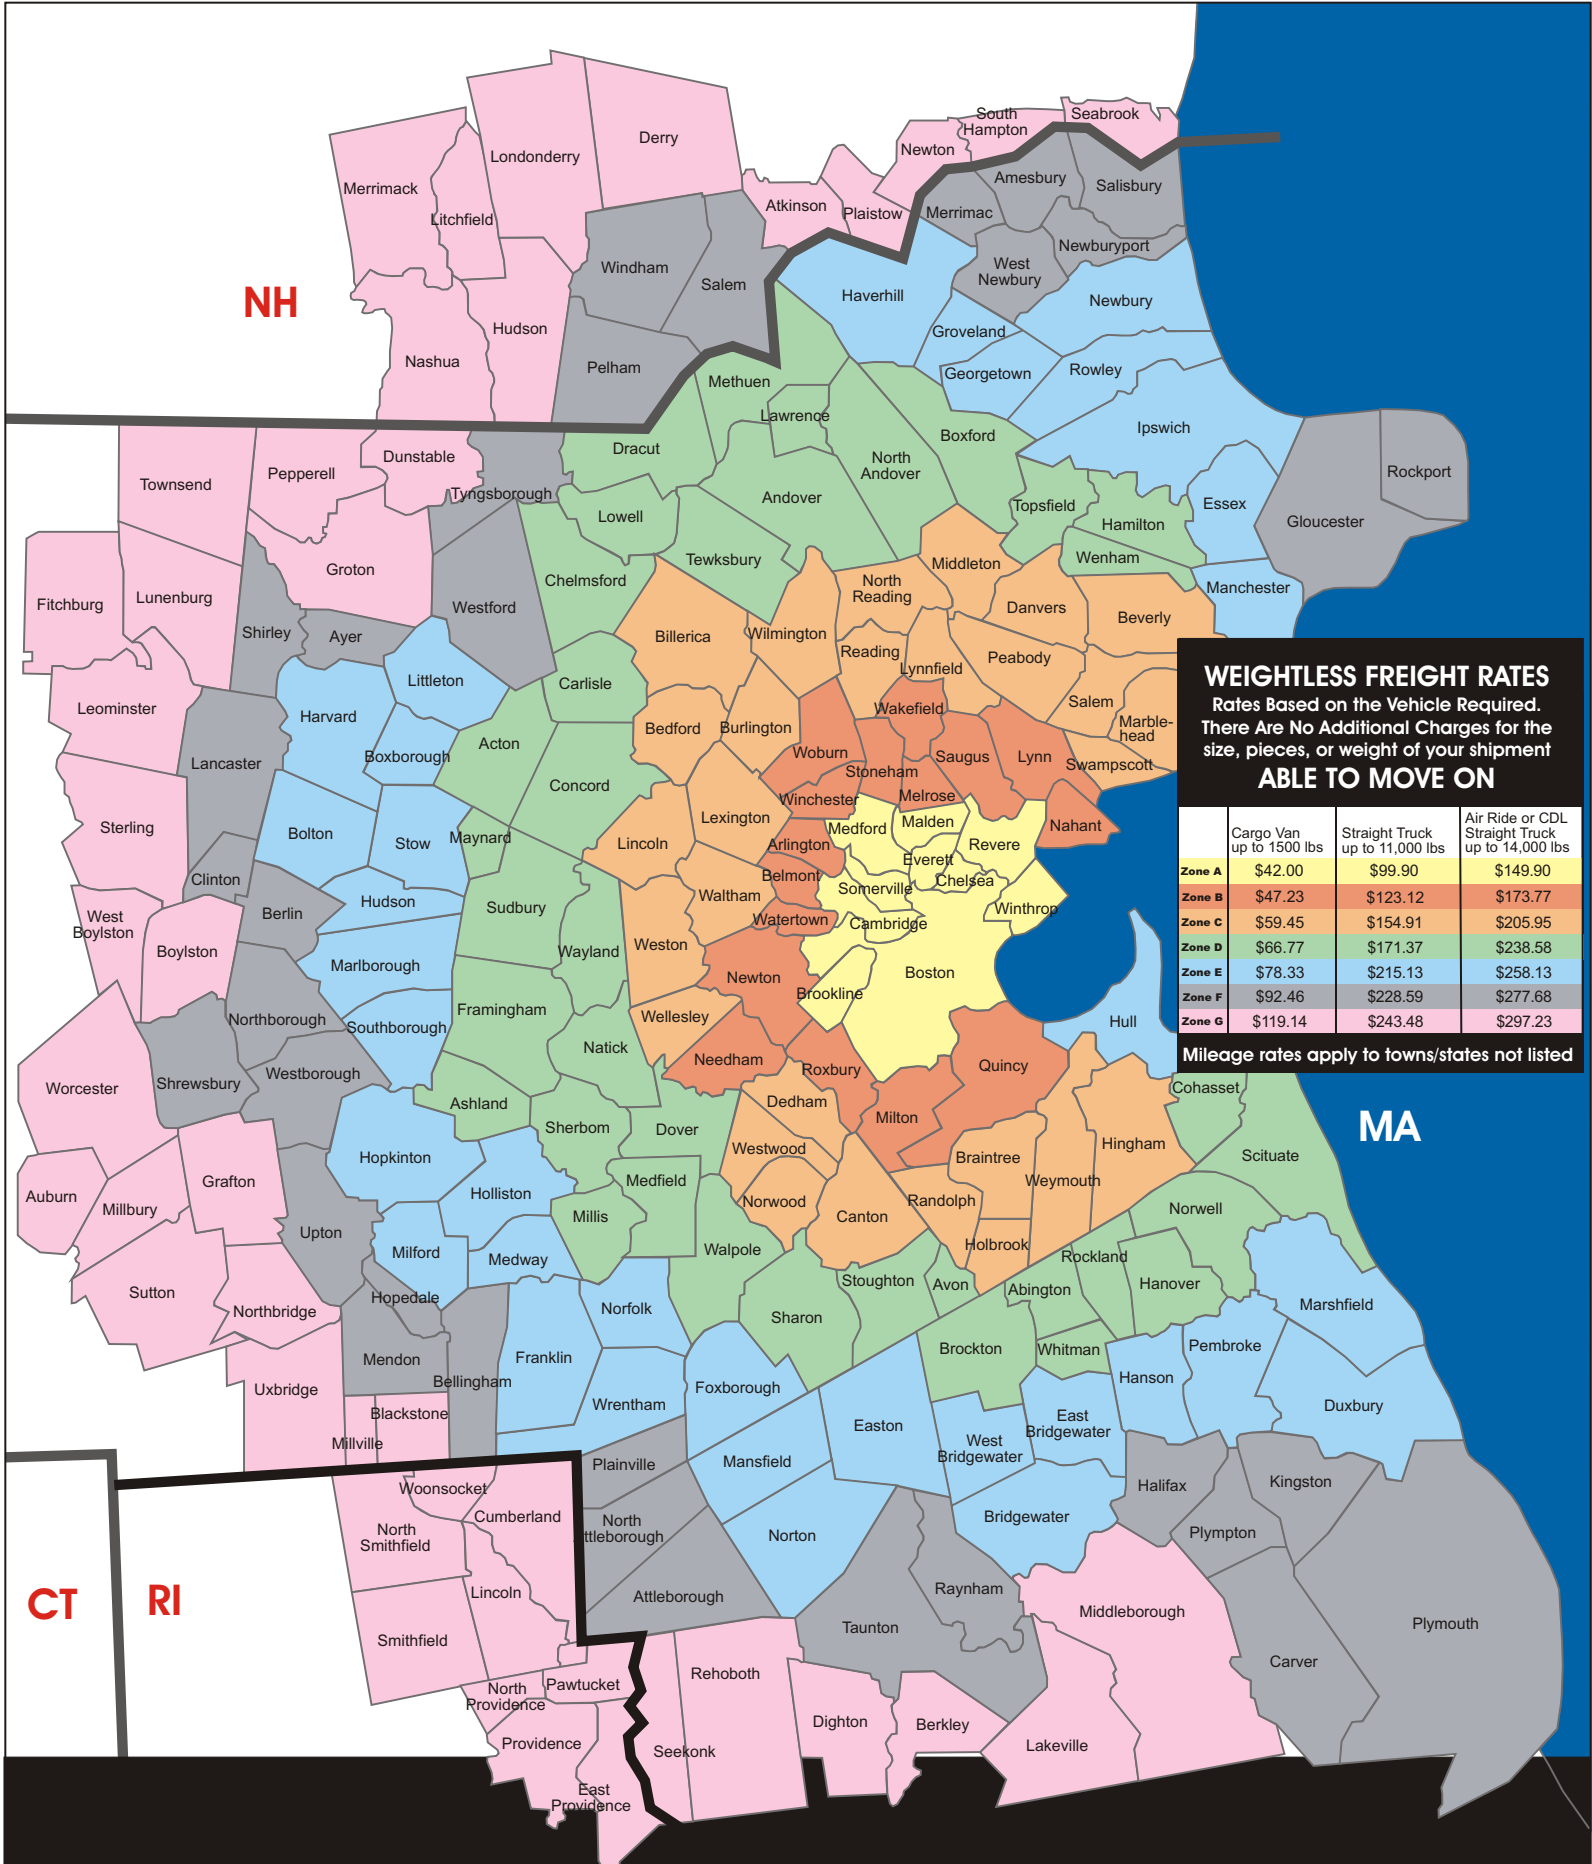 South
Hampton
Seabrook
Newton
Derry
Londonderry
Merrimack
Litchfield
Atkinson
Plaistow
Amesbury
Salisbury
Merrimac
Newburyport
West
Newbury
Windham
Salem
NH
Haverhill
Newbury
Hudson
Groveland
Nashua
Pelham
Methuen
Georgetown
Rowley
Lawrence
Ipswich
Boxford
Dracut
Dunstable
Pepperell
Townsend
Tyngsborough
North
Andover
Rockport
Andover
Topsfield
Essex
Lowell
Hamilton
Gloucester
Wenham
Tewksbury
Middleton
Groton
Chelmsford
North
Reading
Manchester
Fitchburg
Lunenburg
Westford
Danvers
Beverly
Shirley
Ayer
Billerica
Wilmington
Reading
Lynnfield
Peabody
Littleton
Carlisle
Leominster
Harvard
Bedford
Burlington
Wakefield
Salem
Marble-
head
Acton
Boxborough
Woburn
Saugus
Lynn
Swampscott
Lancaster
Stoneham
Concord
Winchester
Melrose
Sterling
Bolton
Stow
Maynard
Lincoln
Lexington
Medford
Malden
Nahant
Arlington
Revere
Everett
Clinton
Belmont
Somerville
Chelsea
Waltham
Hudson
Berlin
Sudbury
West
Boylston
Watertown
Cambridge
Winthrop
Weston
Wayland
Boylston
Marlborough
Newton
Boston
Brookline
Framingham
Wellesley
Northborough
Southborough
Hull
Natick
Needham
Roxbury
Quincy
Westborough
Shrewsbury
Worcester
Ashland
Dedham
Milton
Cohasset
Sherborn
Dover
Westwood
Braintree
Hingham
Hopkinton
Scituate
Auburn
Millbury
Grafton
Holliston
Medfield
Norwood
Randolph
Weymouth
Millis
Canton
Norwell
Upton
Milford
Medway
Walpole
Holbrook
Rockland
Stoughton
Avon
Abington
Hanover
Sutton
Northbridge
Hopedale
Norfolk
Sharon
Marshfield
Mendon
Franklin
Brockton
Whitman
Pembroke
Bellingham
Hanson
Uxbridge
Foxborough
Wrentham
Blackstone
Millville
Easton
East
Bridgewater
Duxbury
West
Bridgewater
Plainville
Mansfield
Halifax
Kingston
Woonsocket
Cumberland
North
Smithfield
North
ttleborough
Norton
Bridgewater
Plympton
Lincoln
Attleborough
Raynham
Middleborough
Plymouth
Smithfield
Taunton
Carver
Rehoboth
North
Providence
Pawtucket
Dighton
Berkley
Lakeville
Providence
Seekonk
East
Providence
CT
RI
MA
WEIGHTLESS FREIGHT RATES
Rates Based on the Vehicle Required.
There Are No Additional Charges for the
size, pieces, or weight of your shipment
ABLE TO MOVE ON
Cargo Van up to 1500 lbs
Straight Truck up to 11,000 lbs
Air Ride or CDL Straight Truck up to 14,000 lbs
Zone A $42.00 $99.90 $149.90
Zone B $47.23 $123.12 $173.77
Zone C $59.45 $154.91 $205.95
Zone D $66.77 $171.37 $238.58
Zone E $78.33 $215.13 $258.13
Zone F $92.46 $228.59 $277.68
Zone G $119.14 $243.48 $297.23
Mileage rates apply to towns/states not listed